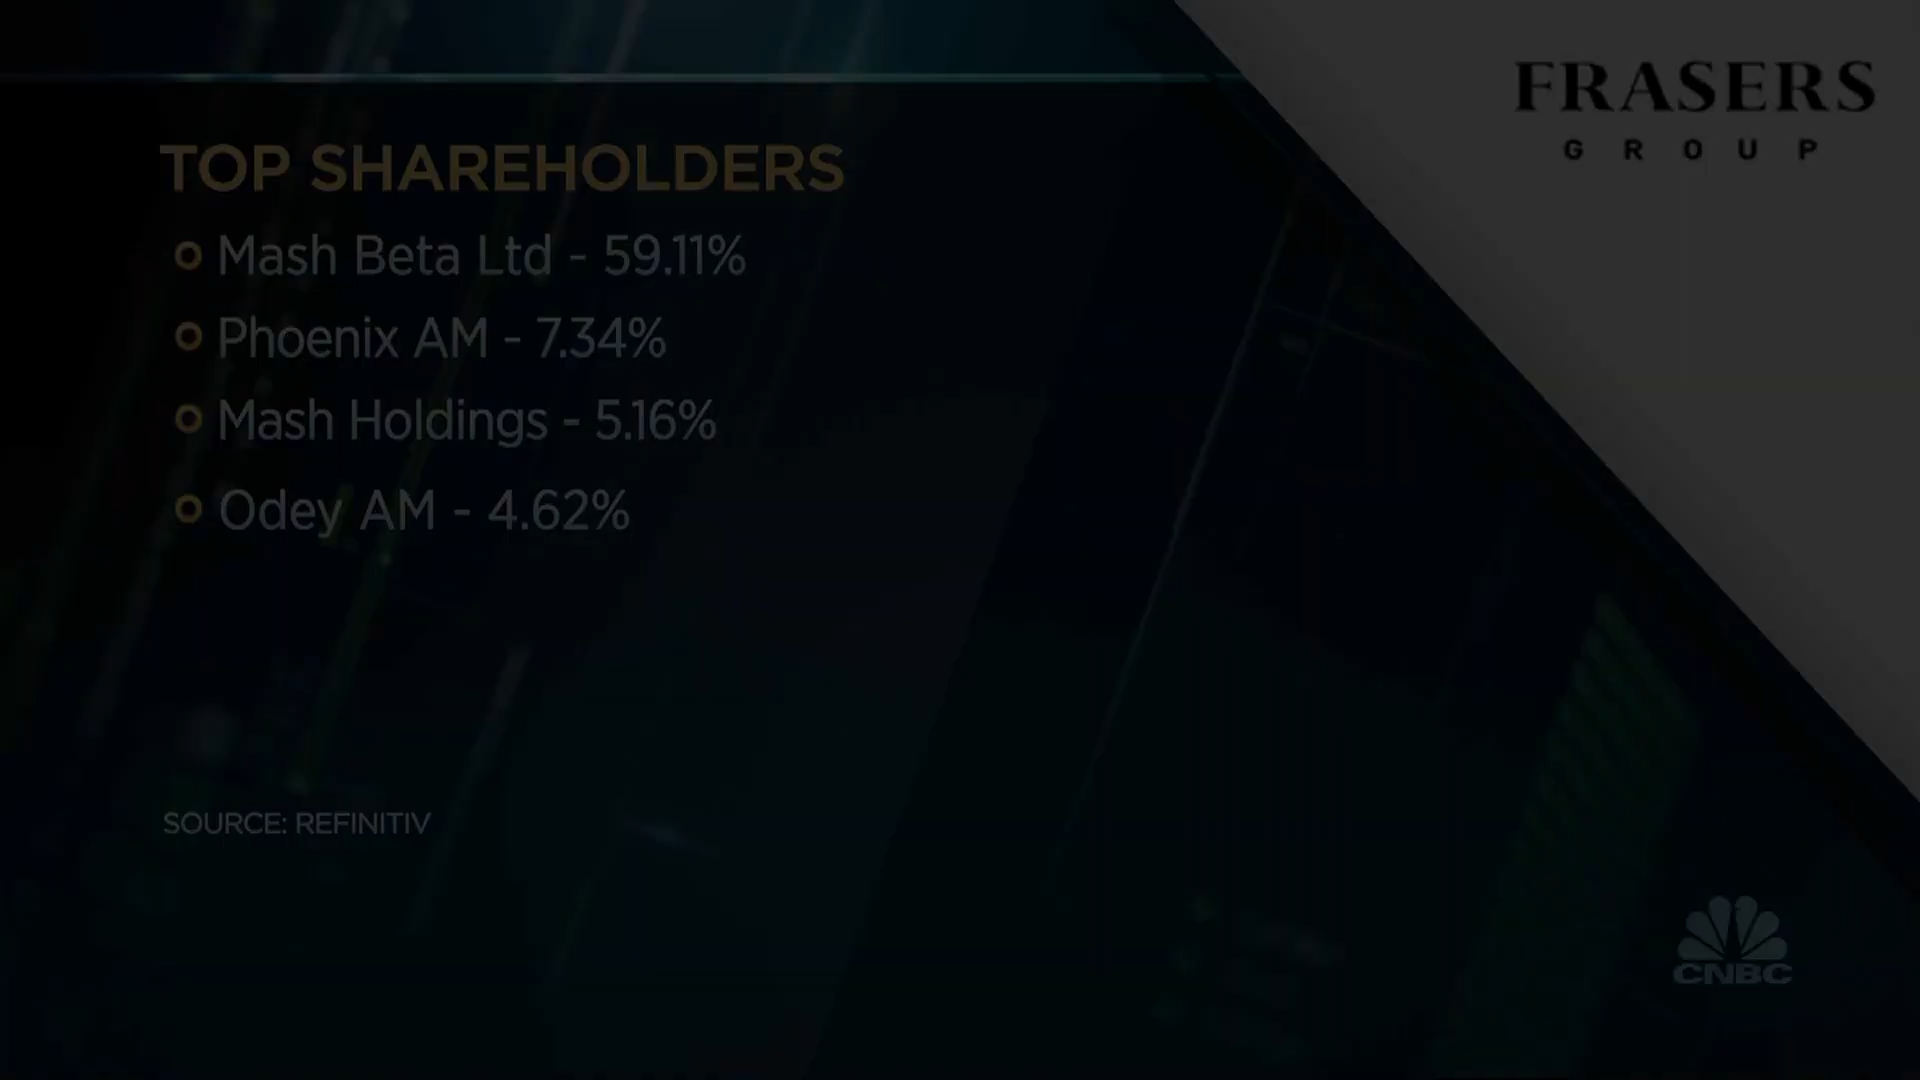 FRASERS
GROUP
TOP SHAREHOLDERS
Mash Beta Ltd - 59.11%
Phoenix AM - 7.34%
Mash Holdings - 5.16%
Odey AM - 4.62%
SOURCE: REFINITIV
CNBC